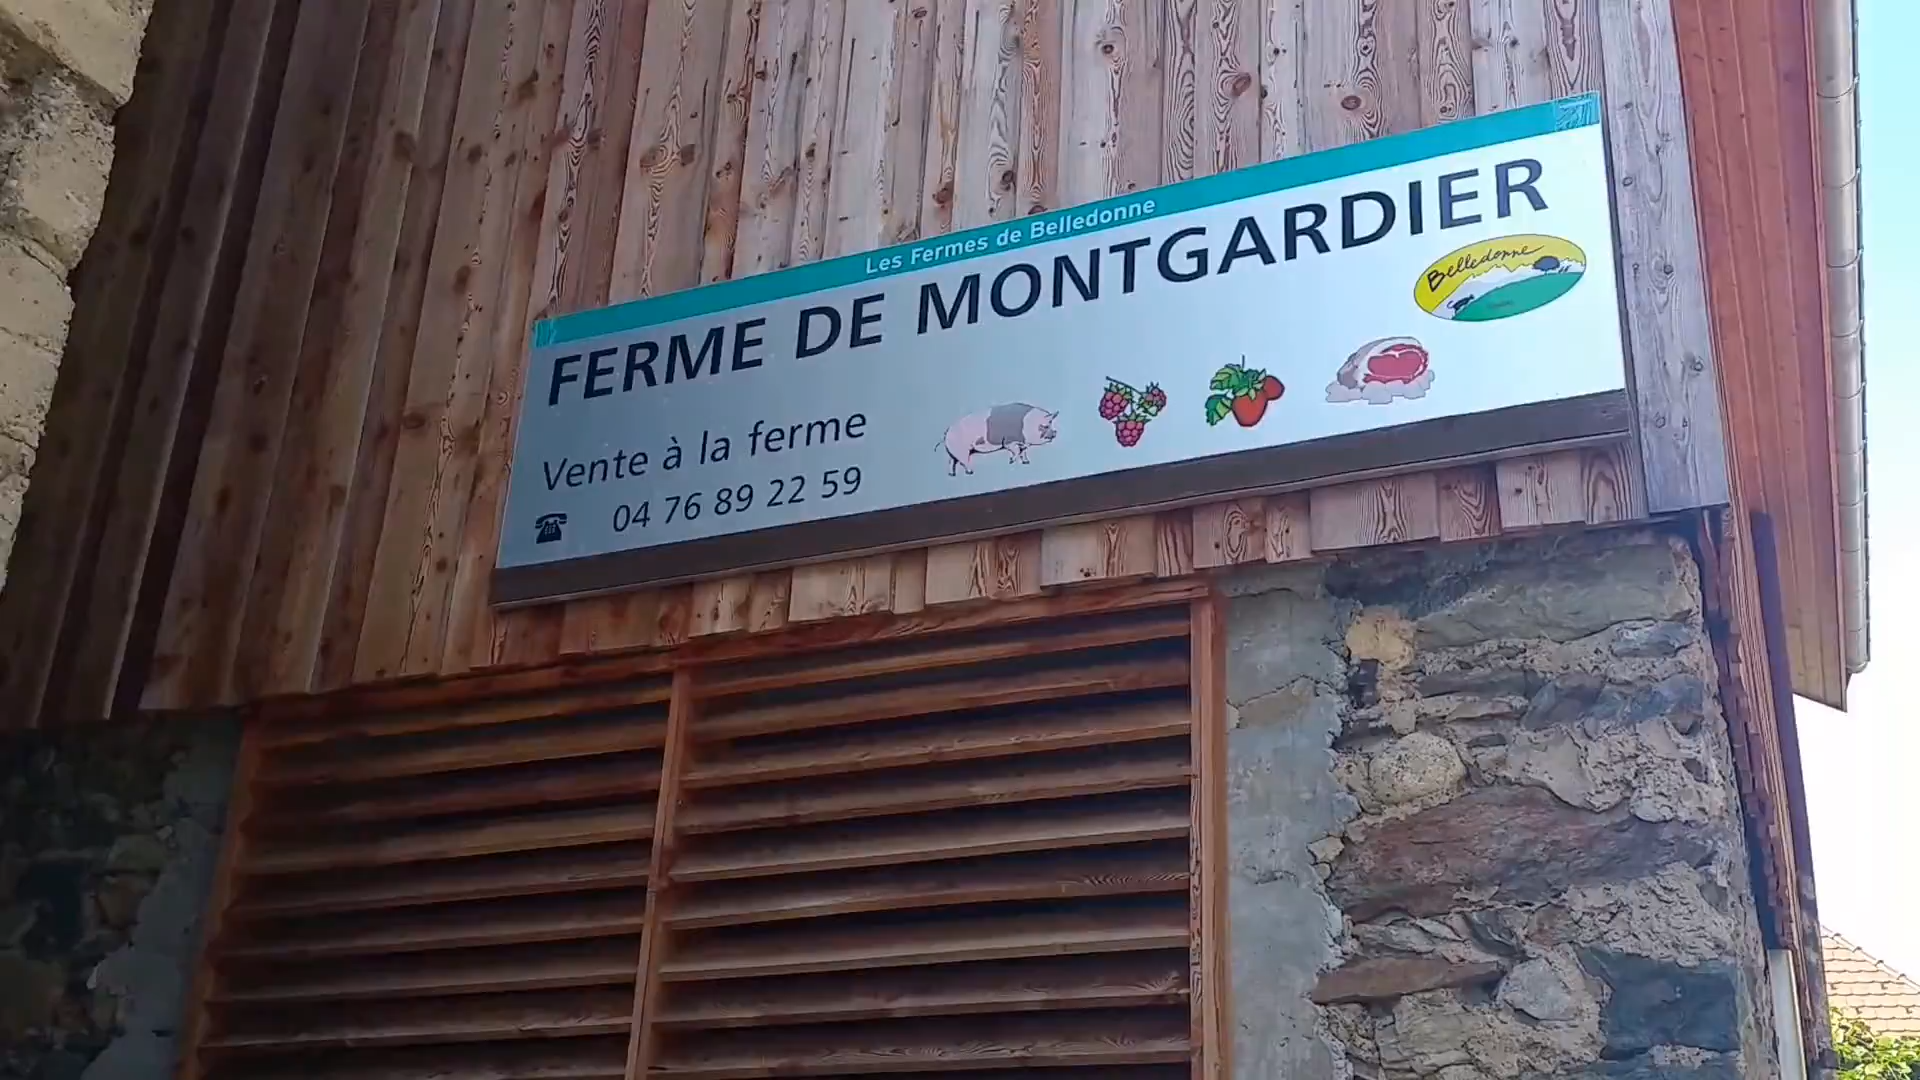 Les Fermes de Belledonne
FERME DE MONTGARDIER
Belledonne
Vente à la ferme
04 76 89 22 59